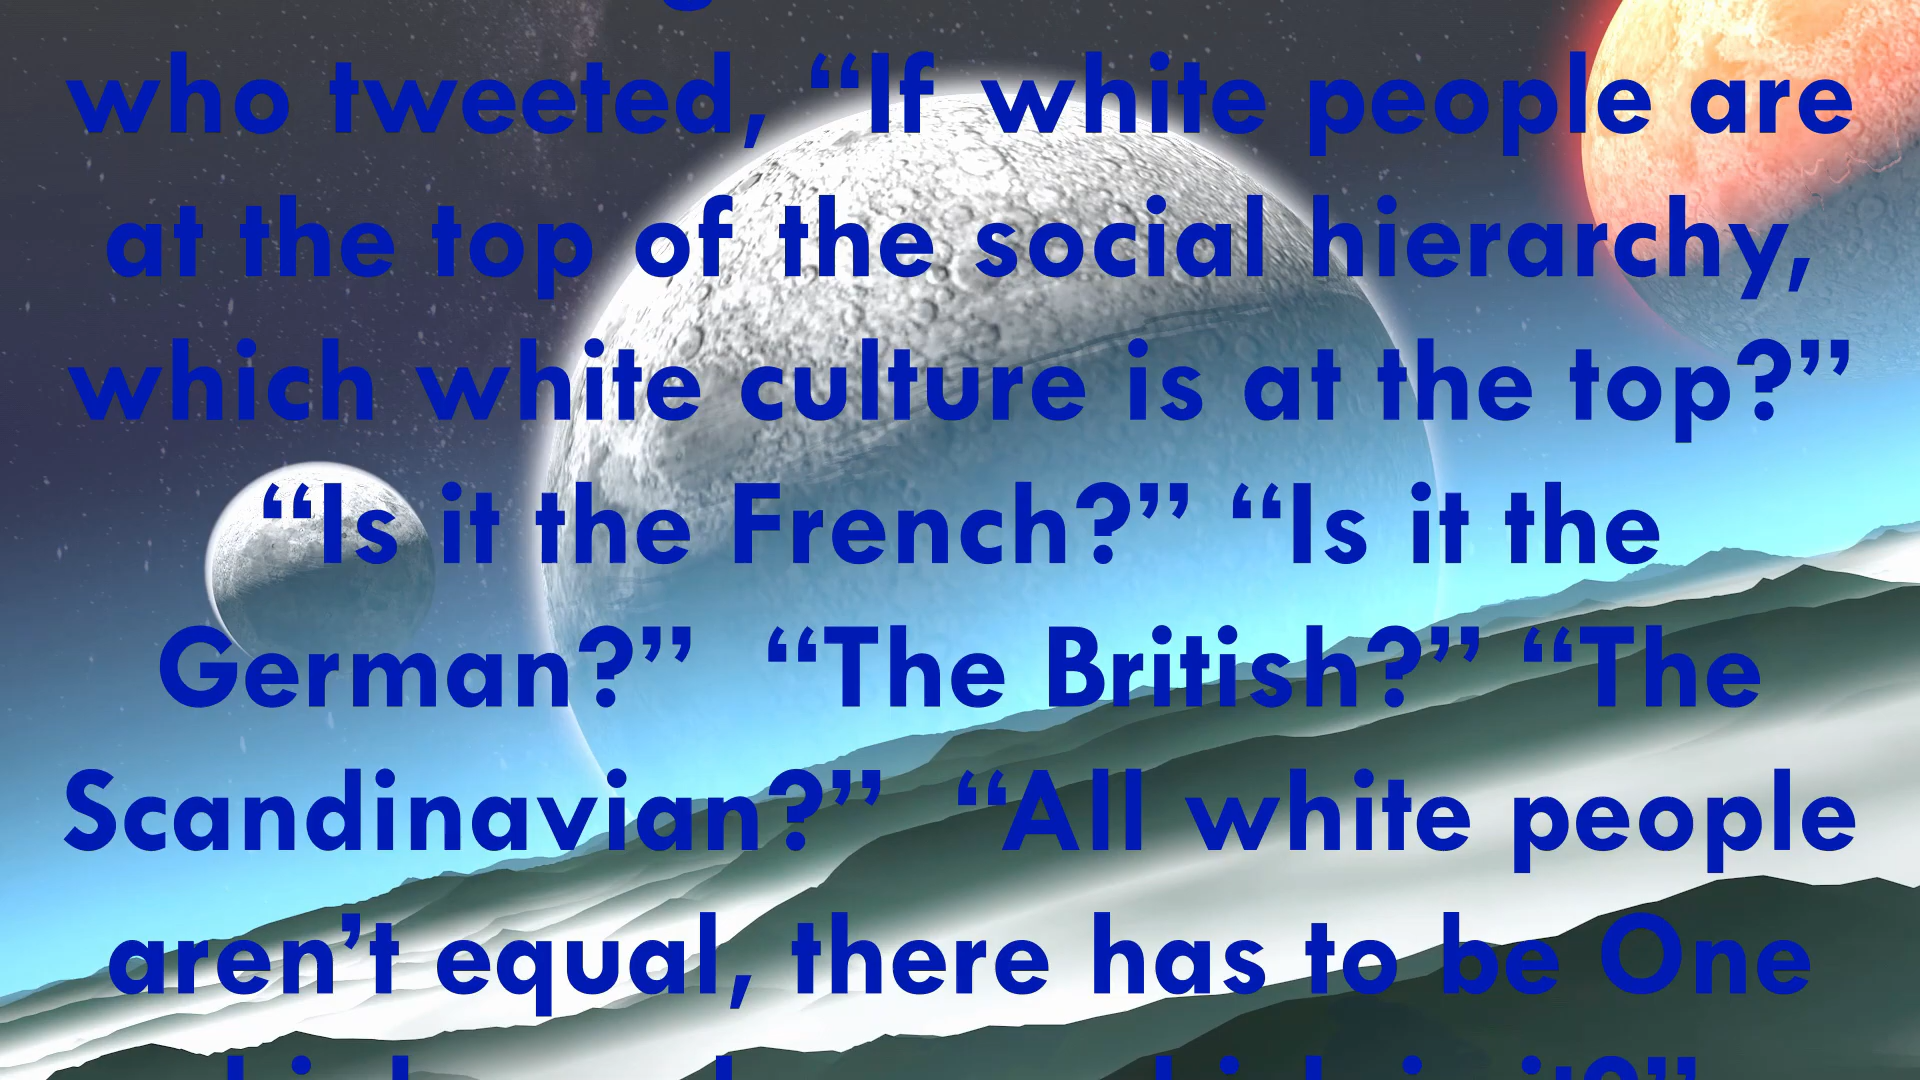 who tweeted, “If white people are
at the top of the social hierarchy,
which white culture is at the top?”
“Is it the French?” “Is it the
German?”  “The British?” “The
Scandinavian?”  “All white people
aren’t equal, there has to be One
it?”